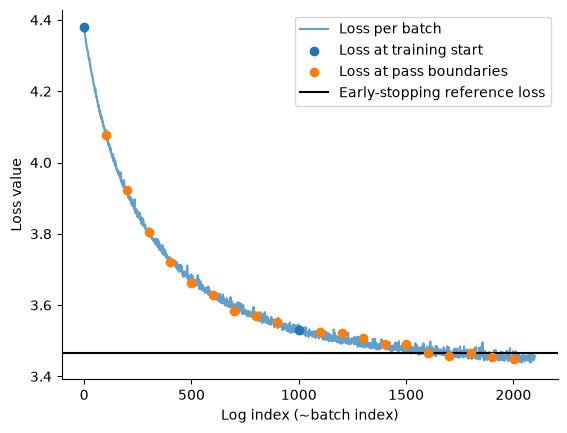 4.4
4.2
4.0
3.8
3.6
3.4
Loss value
0
500
1000
1500
2000
Log index (~batch index)
Loss per batch
Loss at training start
Loss at pass boundaries
Early-stopping reference loss